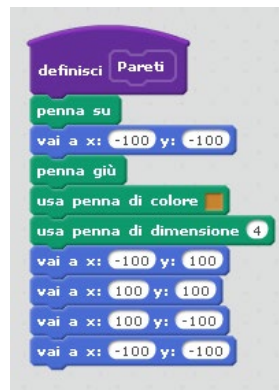 definisci Pareti
penna su
vai a x: -100 y: -100
penna giù
usa penna di colore
usa penna di dimensione 4
vai a x: -100 y: 100
vai a x: 100 y: 100
vai a x: 100 y: -100
vai a x: -100 y: -100